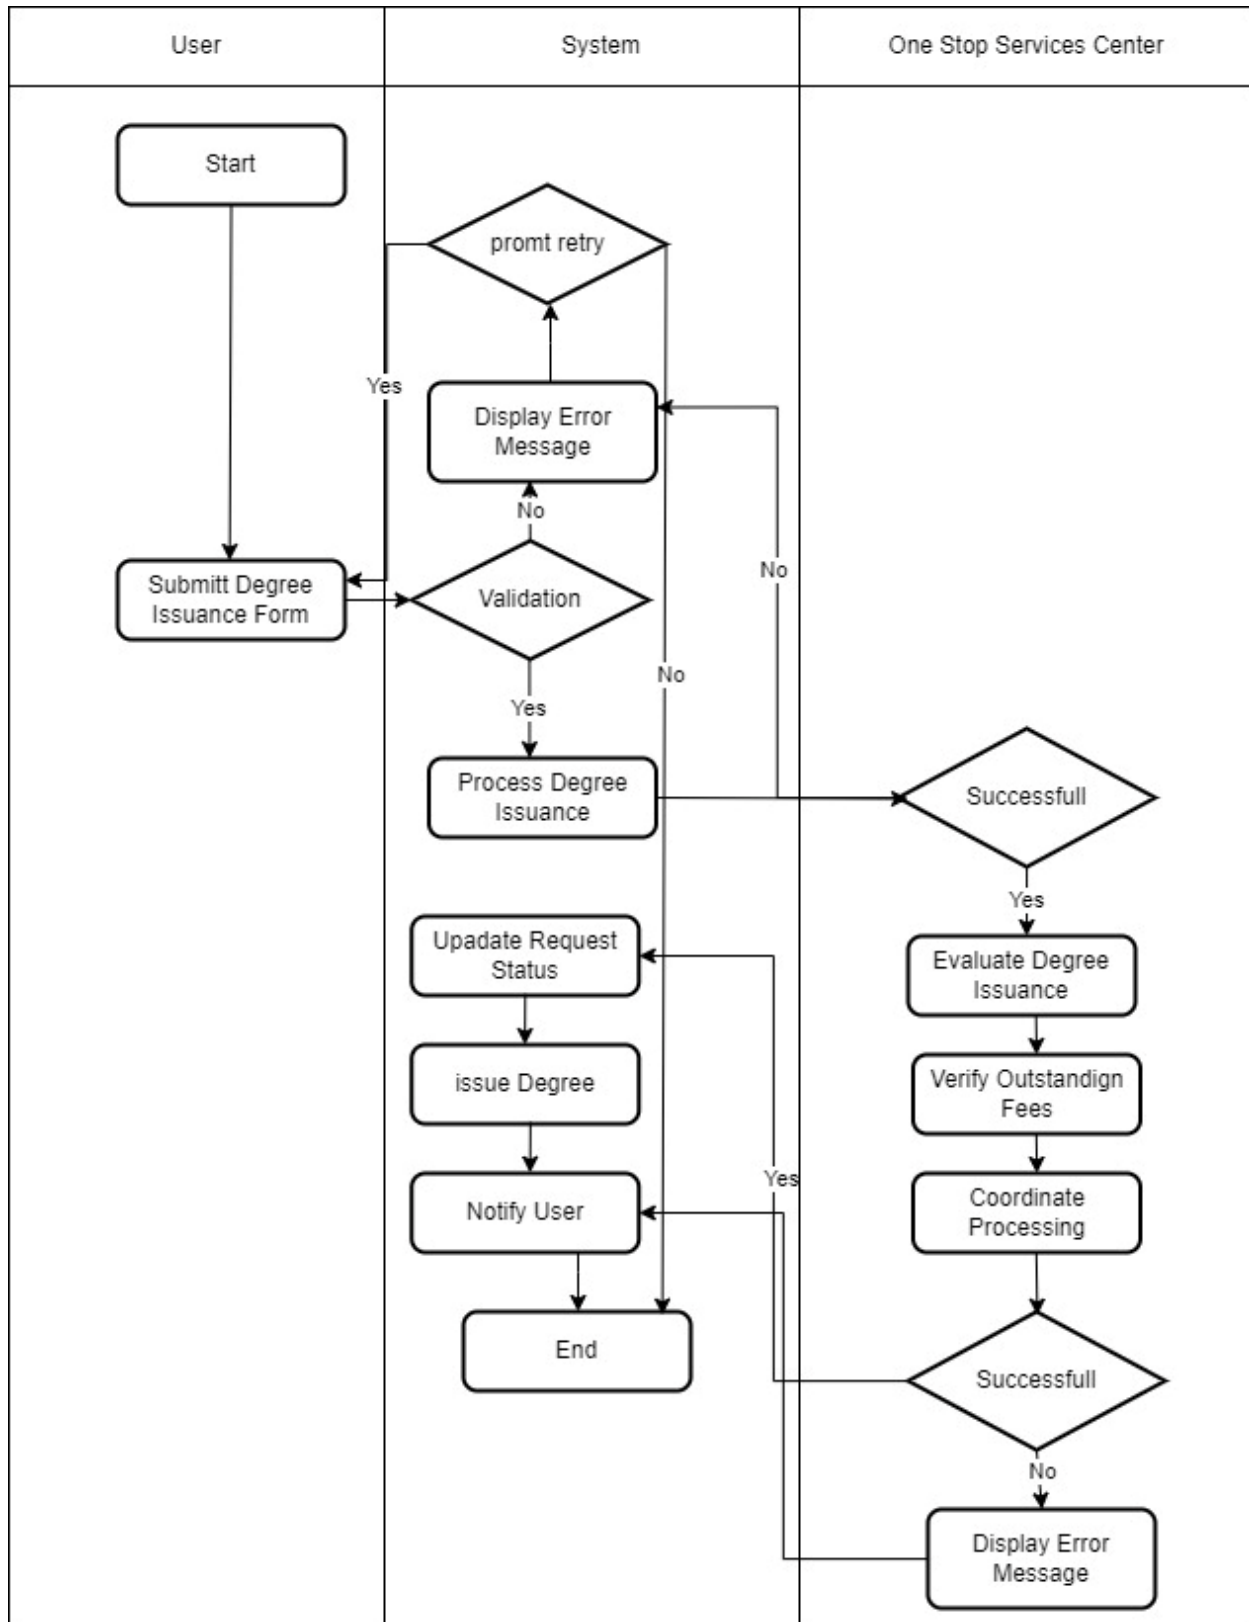 User
System
One Stop Services Center
Start
promt retry
Yes
Display Error
Message
No
Submitt Degree
Issuance Form
Validation
No
No
Yes
Process Degree
Issuance
Successfull
Yes
Upadate Request
Status
Evaluate Degree
Issuance
issue Degree
Verify Outstandign
Fees
Yes
Notify User
Coordinate
Processing
End
Successfull
No
Display Error
Message